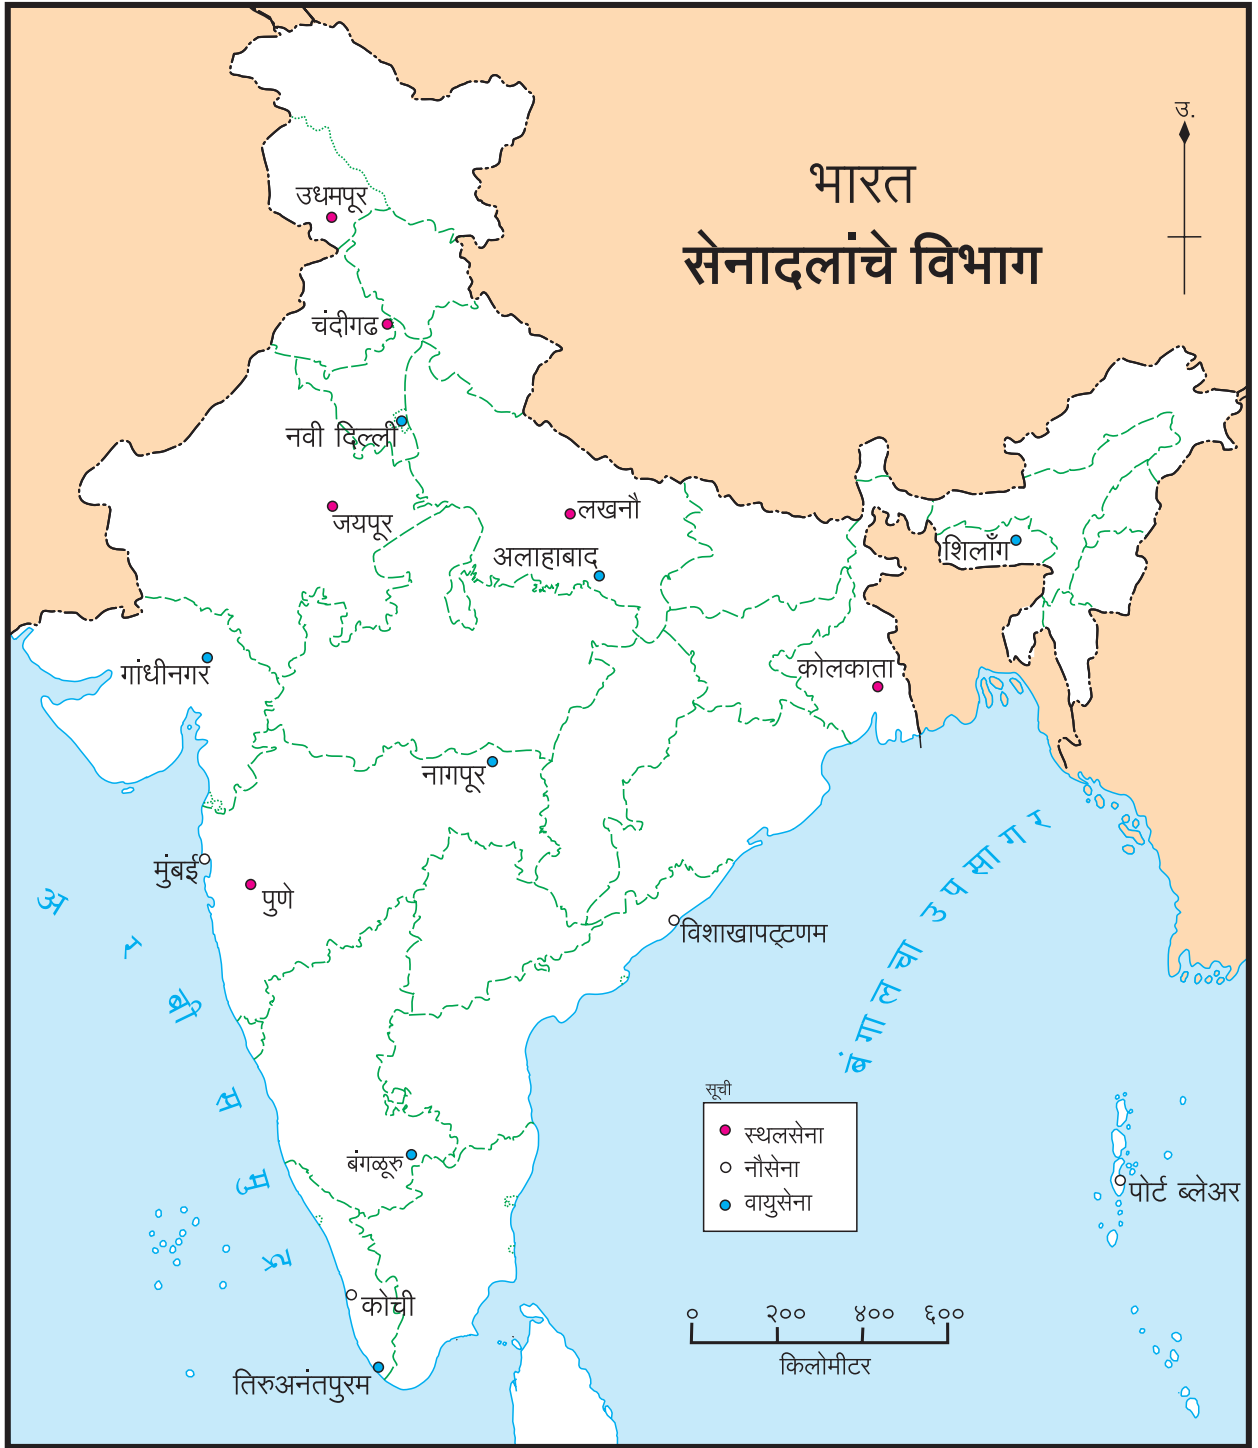 उ.
भारत
सेनादलांचे विभाग
उधमपूर
चंदीगढ
नवी दिल्ली
जयपूर
लखनौ
अलाहाबाद
शिलाँग
गांधीनगर
कोलकाता
नागपूर
मुंबई
पुणे
विशाखापट्टणम
अरबी समुद्र
बंगालचा उपसागर
सूची
स्थलसेना
नौसेना
वायुसेना
बंगळूरु
पोर्ट ब्लेअर
कोची
तिरुअनंतपुरम
० २०० ४०० ६००
किलोमीटर